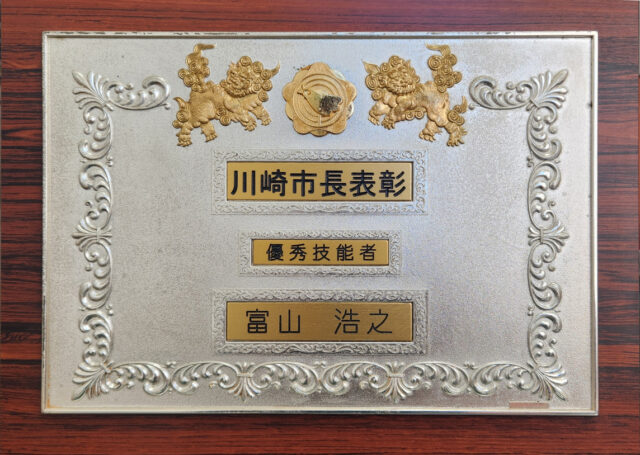 川崎市長表彰
優秀技能者
富山 浩之